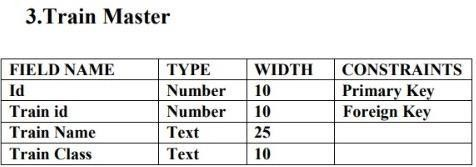 3.Train Master
FIELD NAME TYPE WIDTH CONSTRAINTS
Id Number 10 Primary Key
Train id Number 10 Foreign Key
Train Name Text 25
Train Class Text 10